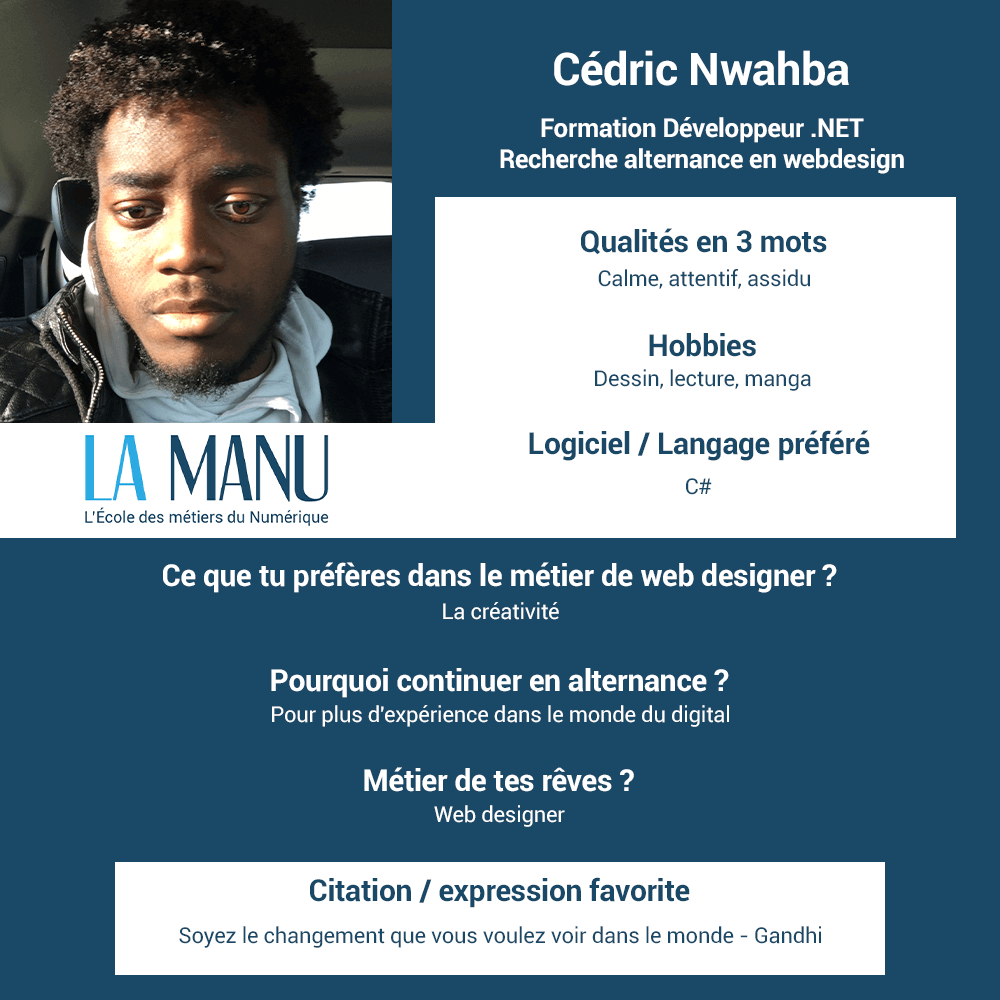 Cédric Nwahba
Formation Développeur .NET
Recherche alternance en webdesign
Qualités en 3 mots
Calme, attentif, assidu
Hobbies
Dessin, lecture, manga
Logiciel / Langage préféré
C#
LA MANU
L'École des métiers du Numérique
Ce que tu préfères dans le métier de web designer ?
La créativité
Pourquoi continuer en alternance ?
Pour plus d'expérience dans le monde du digital
Métier de tes rêves ?
Web designer
Citation / expression favorite
Soyez le changement que vous voulez voir dans le monde - Gandhi